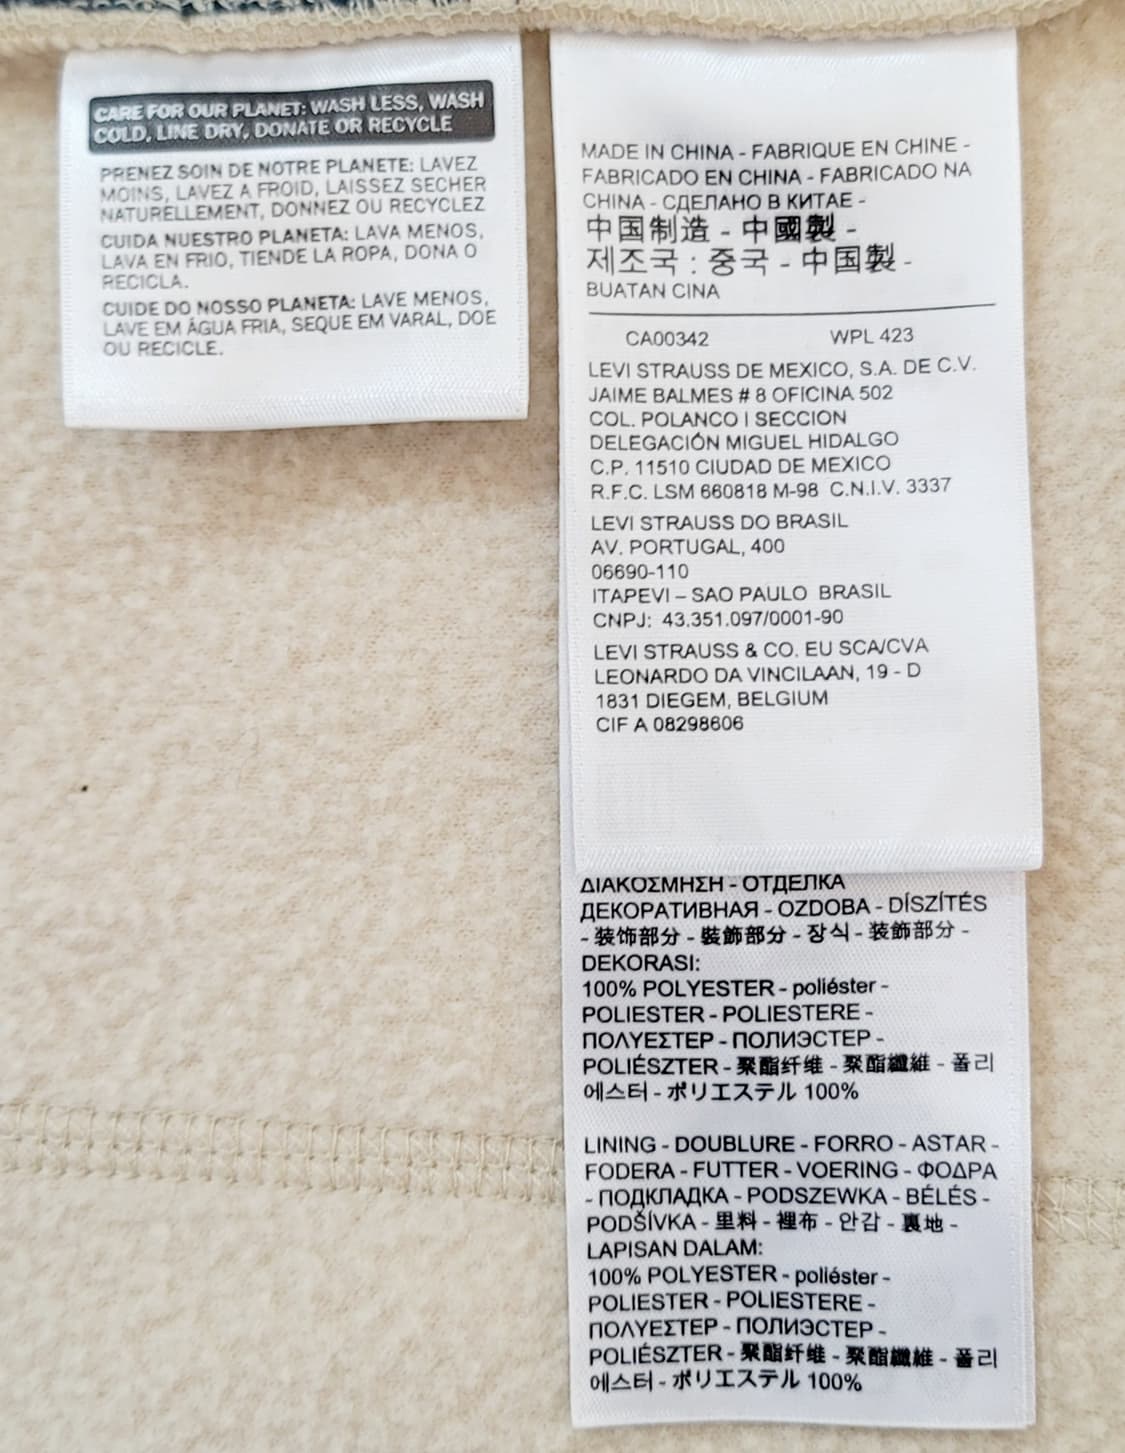 CARE FOR OUR PLANET: WASH LESS, WASH
COLD, LINE DRY, DONATE OR RECYCLE
PRENEZ SOIN DE NOTRE PLANETE: LAVEZ
MOINS, LAVEZ A FROID, LAISSEZ SECHER
NATURELLEMENT, DONNEZ OU RECYCLEZ
CUIDA NUESTRO PLANETA: LAVA MENOS,
LAVA EN FRIO, TIENDE LA ROPA, DONA O
RECICLA.
CUIDE DO NOSSO PLANETA: LAVE MENOS,
LAVE EM ÁGUA FRIA, SEQUE EM VARAL, DOE
OU RECICLE.
MADE IN CHINA - FABRIQUE EN CHINE -
FABRICADO EN CHINA - FABRICADO NA
CHINA - СДЕЛАНО В КИТАЕ -
中国制造 - 中國製 -
제조국 : 중국 - 中国製 -
BUATAN CINA
CA00342 WPL 423
LEVI STRAUSS DE MEXICO, S.A. DE C.V.
JAIME BALMES # 8 OFICINA 502
COL. POLANCO I SECCION
DELEGACIÓN MIGUEL HIDALGO
C.P. 11510 CIUDAD DE MEXICO
R.F.C. LSM 660818 M-98 C.N.I.V. 3337
LEVI STRAUSS DO BRASIL
AV. PORTUGAL, 400
06690-110
ITAPEVI – SAO PAULO BRASIL
CNPJ: 43.351.097/0001-90
LEVI STRAUSS & CO. EU SCA/CVA
LEONARDO DA VINCILAAN, 19 - D
1831 DIEGEM, BELGIUM
CIF A 08298606
ΔΙΑΚΟΣΜΗΣΗ - ОТДЕЛКА
ДЕКОРАТИВНАЯ - OZDOBA - DÍSZÍTÉS
- 装饰部分 - 裝飾部分 - 장식 - 装飾部分 -
DEKORASI:
100% POLYESTER - poliéster -
POLIESTER - POLIESTERE -
ΠΟΛΥΕΣΤΕΡ - ПОЛИЭСТЕР -
POLIÉSZTER - 聚酯纤维 - 聚酯纖維 - 폴리
에스터 - ポリエステル 100%
LINING - DOUBLURE - FORRO - ASTAR -
FODERA - FUTTER - VOERING - ΦΟΔΡΑ
- ПОДКЛАДКА - PODSZEWKA - BÉLÉS -
PODŠÍVKA - 里料 - 裡布 - 안감 - 裏地 -
LAPISAN DALAM:
100% POLYESTER - poliéster -
POLIESTER - POLIESTERE -
ΠΟΛΥΕΣΤΕΡ - ПОЛИЭСТЕР -
POLIÉSZTER - 聚酯纤维 - 聚酯纖維 - 폴리
에스터 - ポリエステル 100%